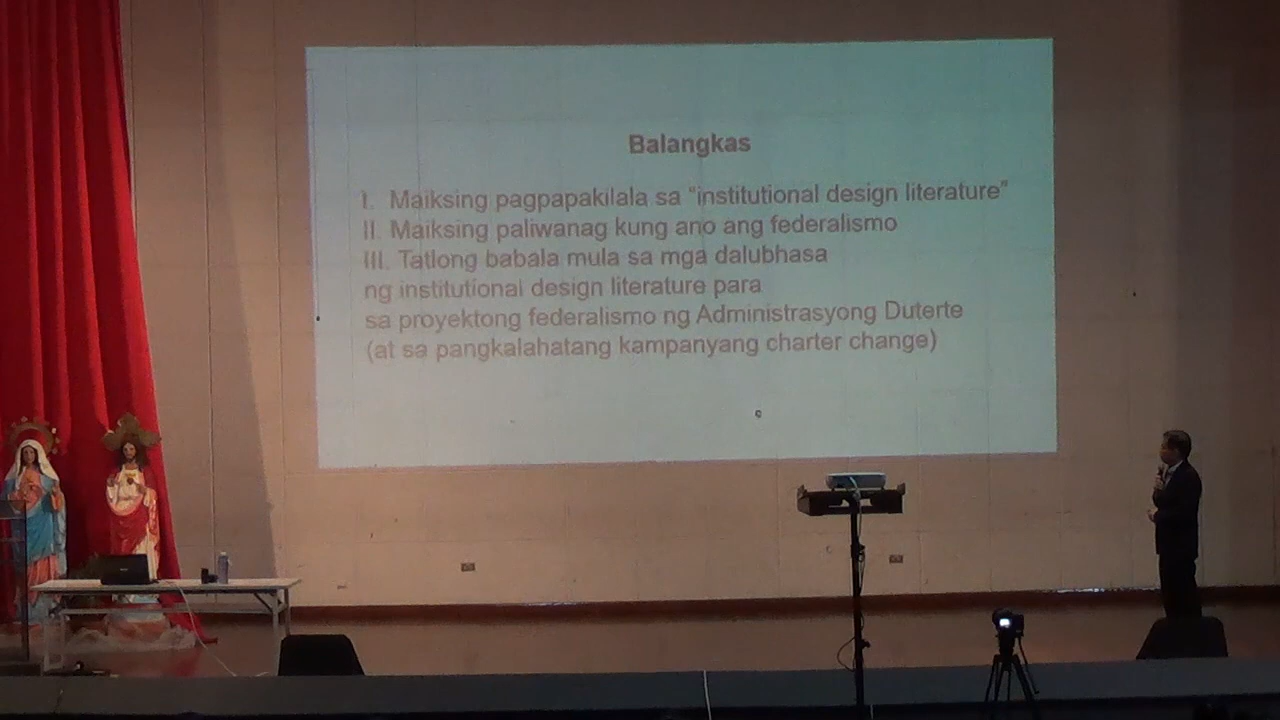 Balangkas
I. Maiksing pagpapakilala sa “institutional design literature”
II. Maiksing paliwanag kung ano ang federalismo
III. Tatlong babala mula sa mga dalubhasa
ng institutional design literature para
sa proyektong federalismo ng Administrasyong Duterte
(at sa pangkalahatang kampanyang charter change)